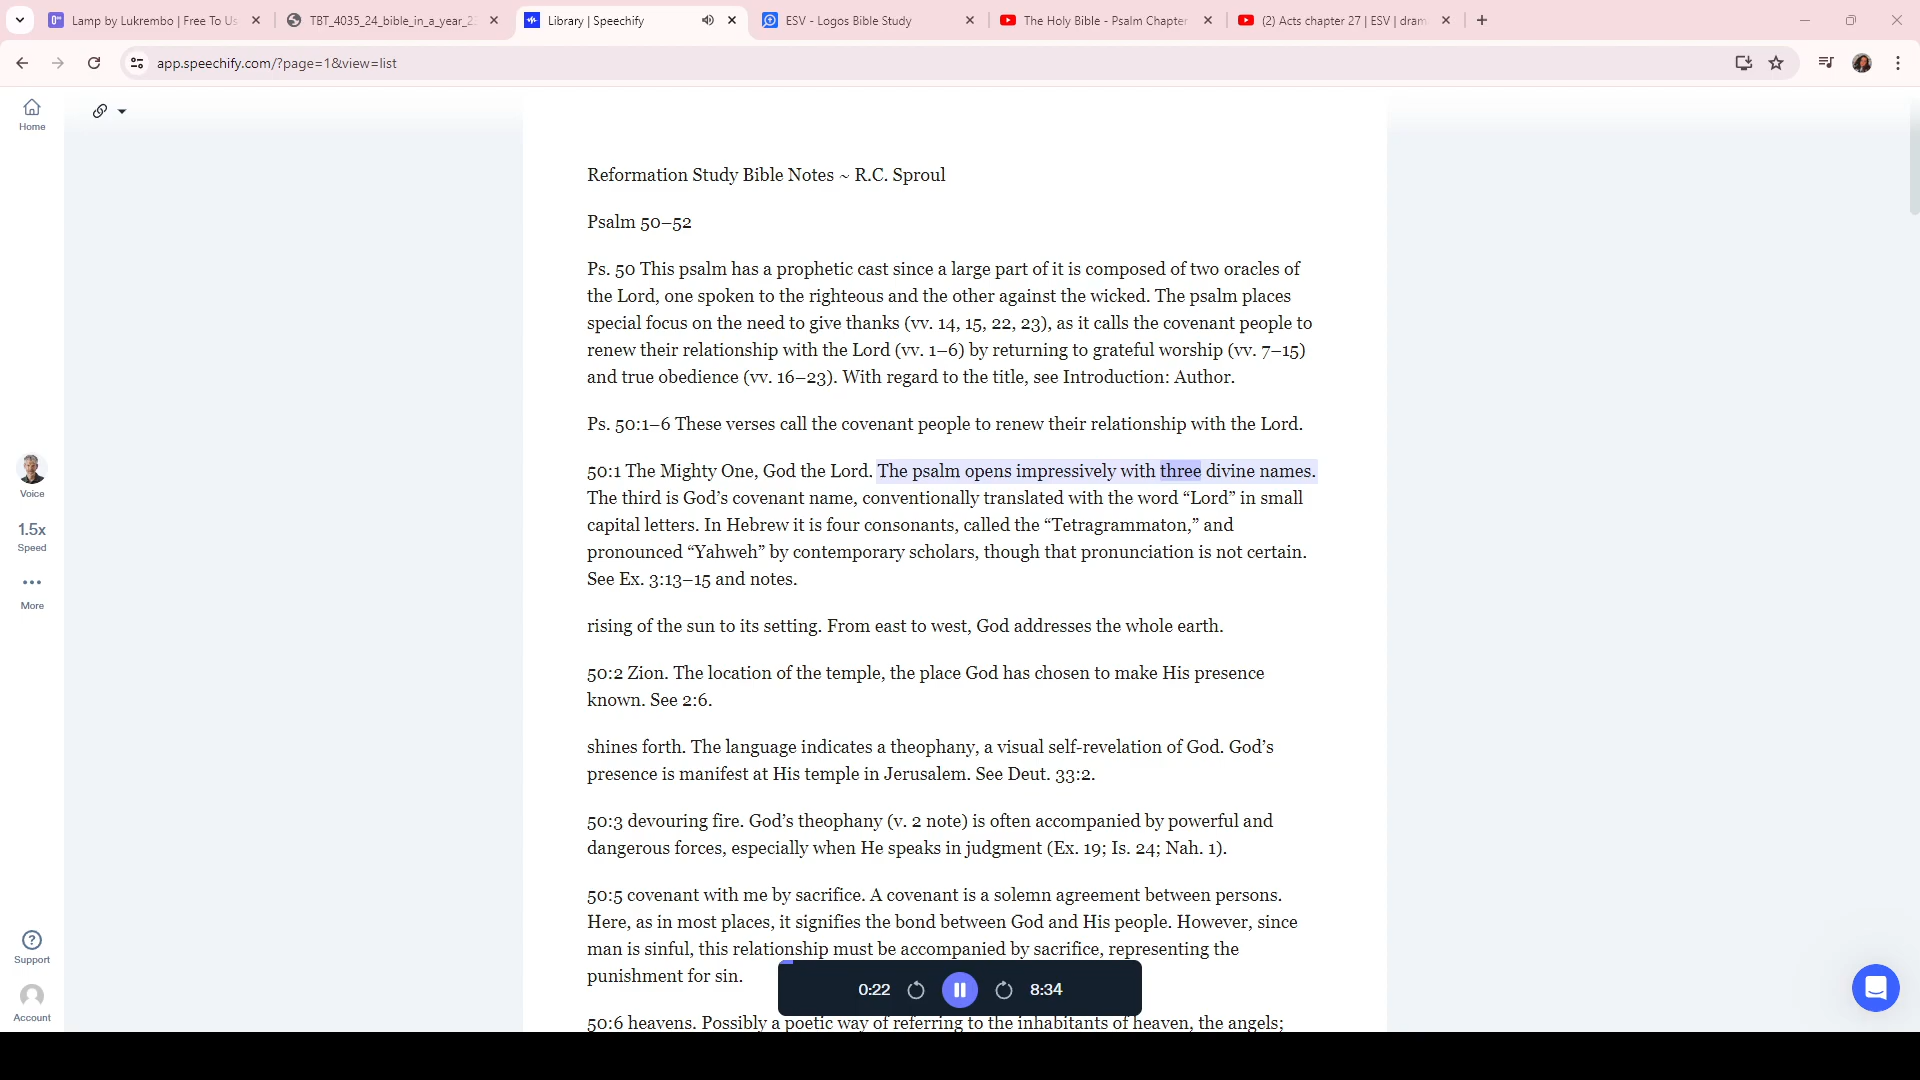 Lamp by Lukrembo | Free To Us
TBT_4035_24_bible_in_a_year_2
Library | Speechify
ESV - Logos Bible Study
The Holy Bible - Psalm Chapter
(2) Acts chapter 27 | ESV | dram
app.speechify.com/?page=1&view=list
Home
Reformation Study Bible Notes ~ R.C. Sproul
Psalm 50–52
Ps. 50 This psalm has a prophetic cast since a large part of it is composed of two oracles of
the Lord, one spoken to the righteous and the other against the wicked. The psalm places
special focus on the need to give thanks (vv. 14, 15, 22, 23), as it calls the covenant people to
renew their relationship with the Lord (vv. 1–6) by returning to grateful worship (vv. 7–15)
and true obedience (vv. 16–23). With regard to the title, see Introduction: Author.
Ps. 50:1–6 These verses call the covenant people to renew their relationship with the Lord.
50:1 The Mighty One, God the Lord. The psalm opens impressively with three divine names.
The third is God’s covenant name, conventionally translated with the word “Lord” in small
capital letters. In Hebrew it is four consonants, called the “Tetragrammaton,” and
pronounced “Yahweh” by contemporary scholars, though that pronunciation is not certain.
See Ex. 3:13–15 and notes.
rising of the sun to its setting. From east to west, God addresses the whole earth.
50:2 Zion. The location of the temple, the place God has chosen to make His presence
known. See 2:6.
shines forth. The language indicates a theophany, a visual self-revelation of God. God’s
presence is manifest at His temple in Jerusalem. See Deut. 33:2.
50:3 devouring fire. God’s theophany (v. 2 note) is often accompanied by powerful and
dangerous forces, especially when He speaks in judgment (Ex. 19; Is. 24; Nah. 1).
50:5 covenant with me by sacrifice. A covenant is a solemn agreement between persons.
Here, as in most places, it signifies the bond between God and His people. However, since
man is sinful, this relationship must be accompanied by sacrifice, representing the
punishment for sin.
50:6 heavens. Possibly a poetic way of referring to the inhabitants of heaven, the angels;
Voice
1.5x
Speed
More
Support
Account
0:22
8:34